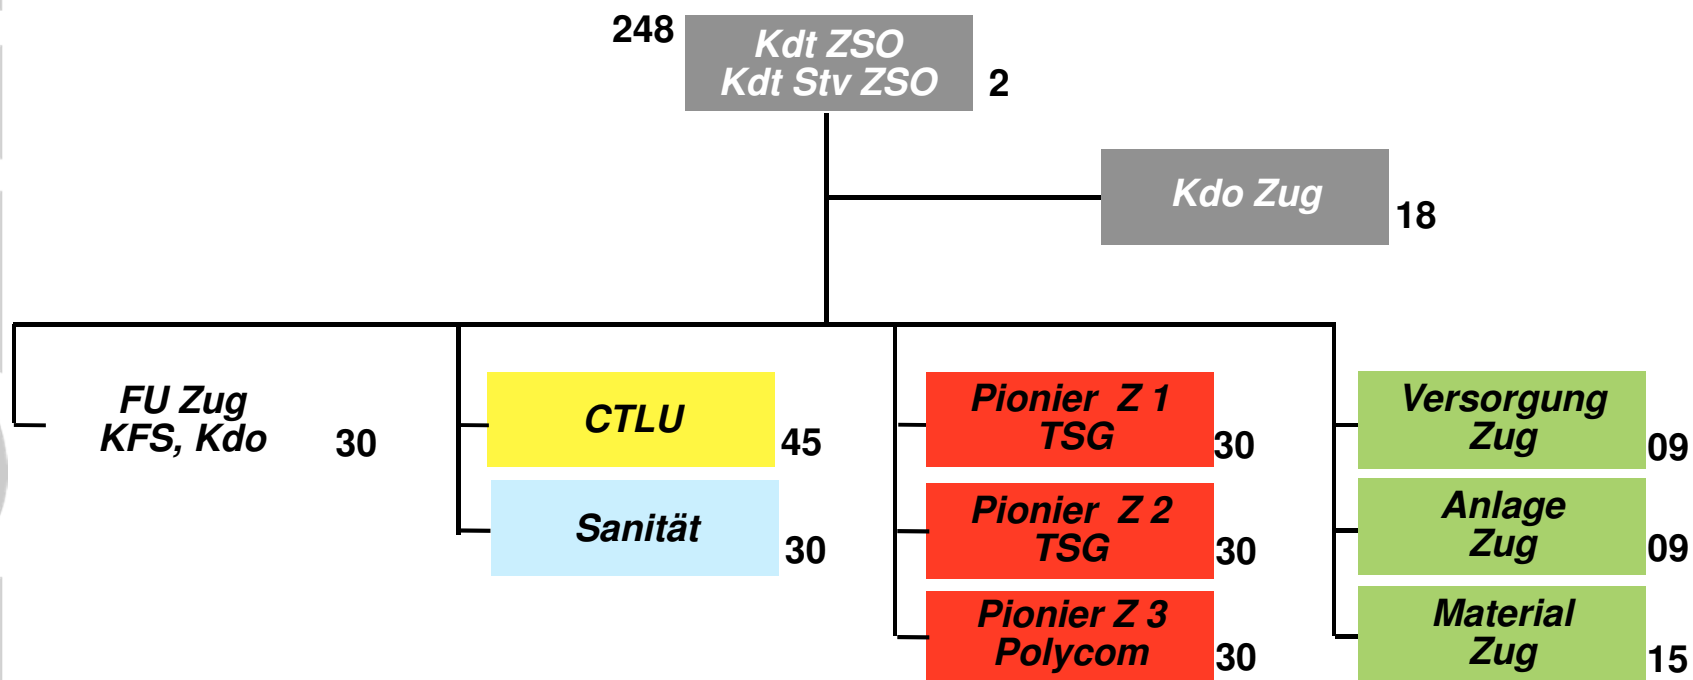 248
Kdt ZSO
Kdt Stv ZSO
2
Kdo Zug
18
FU Zug
KFS, Kdo
30
CTLU
45
Sanität
30
Pionier Z 1
TSG
30
Pionier Z 2
TSG
30
Pionier Z 3
Polycom
30
Versorgung
Zug
09
Anlage
Zug
09
Material
Zug
15